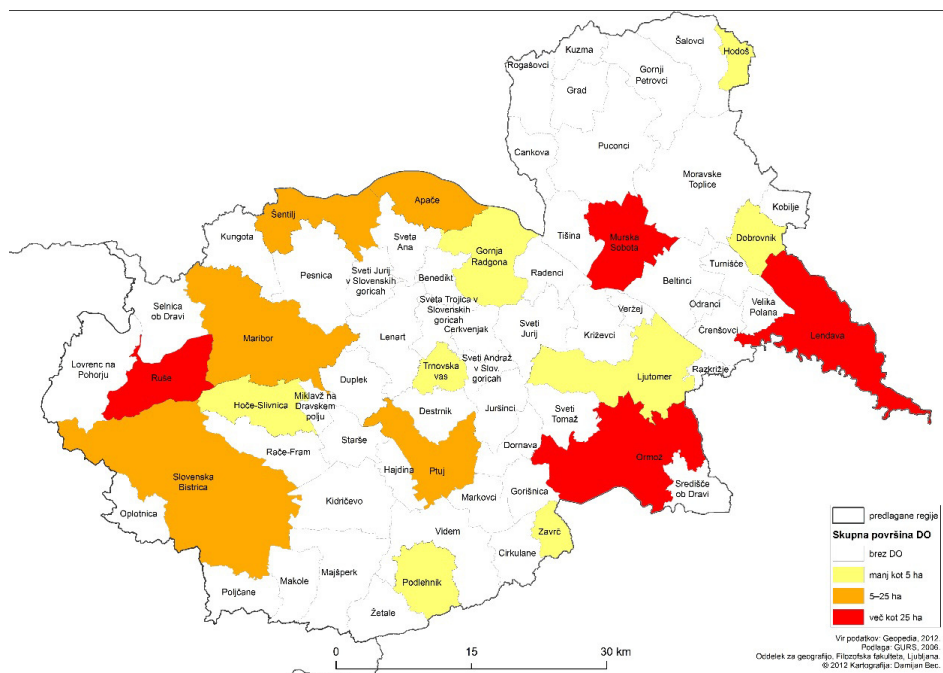 Šalovci
Hodoš
Kuzma
Rogašovci
Gornji
Petrovci
Grad
Puconci
Cankova
Moravske
Toplice
Kobilje
Apače
Šentilj
Murska
Sobota
Tišina
Dobrovnik
Kungota
Sveta
Ana
Gornja
Radgona
Turnišče
Pesnica
Sveti Jurij
v Slovenskih
goricah
Benedikt
Radenci
Beltinci
Selnica
ob Dravi
Sveta Trojica v
Slovenskih
goricah
Cerkvenjak
Odranci
Velika
Polana
Veržej
Maribor
Lenart
Sveti
Jurij
Križevci
Črenšovci
Lendava
Lovrenc na
Pohorju
Ruše
Trnovska
vas
Sveti Andraž
v Slov.
goricah
Razkrižje
Ljutomer
Duplek
Hoče-Slivnica
Miklavž na
Dravskem
polju
Destrnik
Juršinci
Sveti
Tomaž
Starše
Dornava
Rače-Fram
Ormož
Hajdina
Ptuj
Slovenska
Bistrica
Središče
ob Dravi
Gorišnica
Markovci
Kidričevo
Oplotnica
Videm
Zavrč
Cirkulane
Majšperk
Podlehnik
Makole
Poljčane
Žetale
predlagane regije
Skupna površina DO
brez DO
manj kot 5 ha
5–25 ha
več kot 25 ha
Vir podatkov: Geopedia, 2012.
Podlaga: GURS, 2006.
Oddelek za geografijo, Filozofska fakulteta, Ljubljana.
© 2012 Kartografija: Damijan Bec.
0 15 30 km